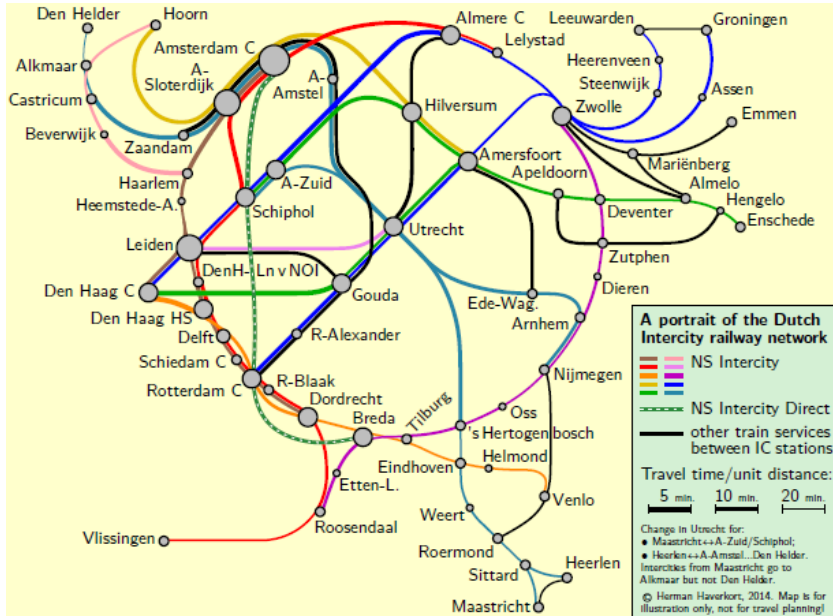 Den Helder
Hoorn
Almere C
Leeuwarden
Groningen
Amsterdam C
Lelystad
A-
Sloterdijk
A-
Amstel
Heerenveen
Alkmaar
Steenwijk
Castricum
Hilversum
Zwolle
Assen
Emmen
Beverwijk
Zaandam
Amersfoort
Mariënberg
Apeldoorn
Almelo
Haarlem
A-Zuid
Hengelo
Heemstede-A.
Schiphol
Deventer
Enschede
Utrecht
Leiden
Zutphen
DenH- Ln v NOI
Gouda
Dieren
Den Haag C
Ede-Wag.
Den Haag HS
Arnhem
R-Alexander
Delft
Schiedam C
Nijmegen
Rotterdam C
R-Blaak
Dordrecht
Oss
Breda
Tilburg
's Hertogenbosch
Eindhoven
Helmond
Etten-L.
Venlo
Roosendaal
Weert
Vlissingen
Roermond
Sittard
Heerlen
Maastricht
A portrait of the Dutch
Intercity railway network
NS Intercity
NS Intercity Direct
other train services
between IC stations
Travel time/unit distance:
5 min. 10 min. 20 min.
Change in Utrecht for:
● Maastricht↔A-Zuid/Schiphol;
● Heerlen↔A-Amstel...Den Helder.
Intercities from Maastricht go to
Alkmaar but not Den Helder.
© Herman Haverkort, 2014. Map is for
illustration only, not for travel planning!